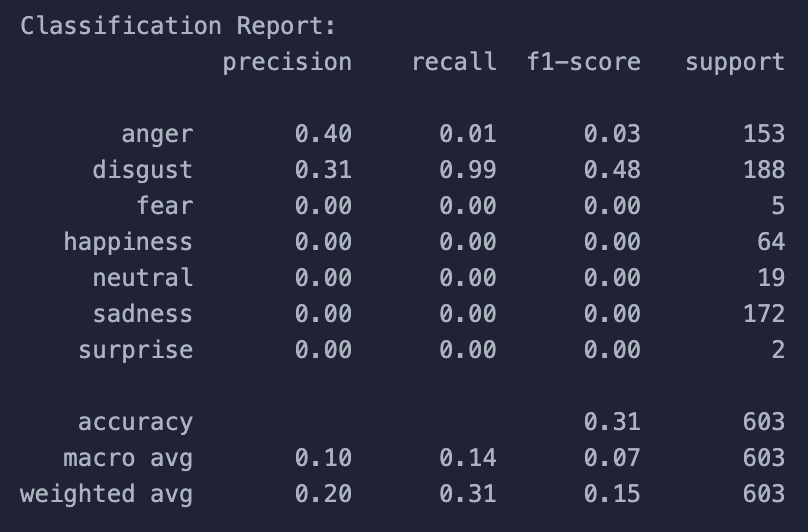 Classification Report:
precision recall f1-score support
anger 0.40 0.01 0.03 153
disgust 0.31 0.99 0.48 188
fear 0.00 0.00 0.00 5
happiness 0.00 0.00 0.00 64
neutral 0.00 0.00 0.00 19
sadness 0.00 0.00 0.00 172
surprise 0.00 0.00 0.00 2
accuracy 0.31 603
macro avg 0.10 0.14 0.07 603
weighted avg 0.20 0.31 0.15 603